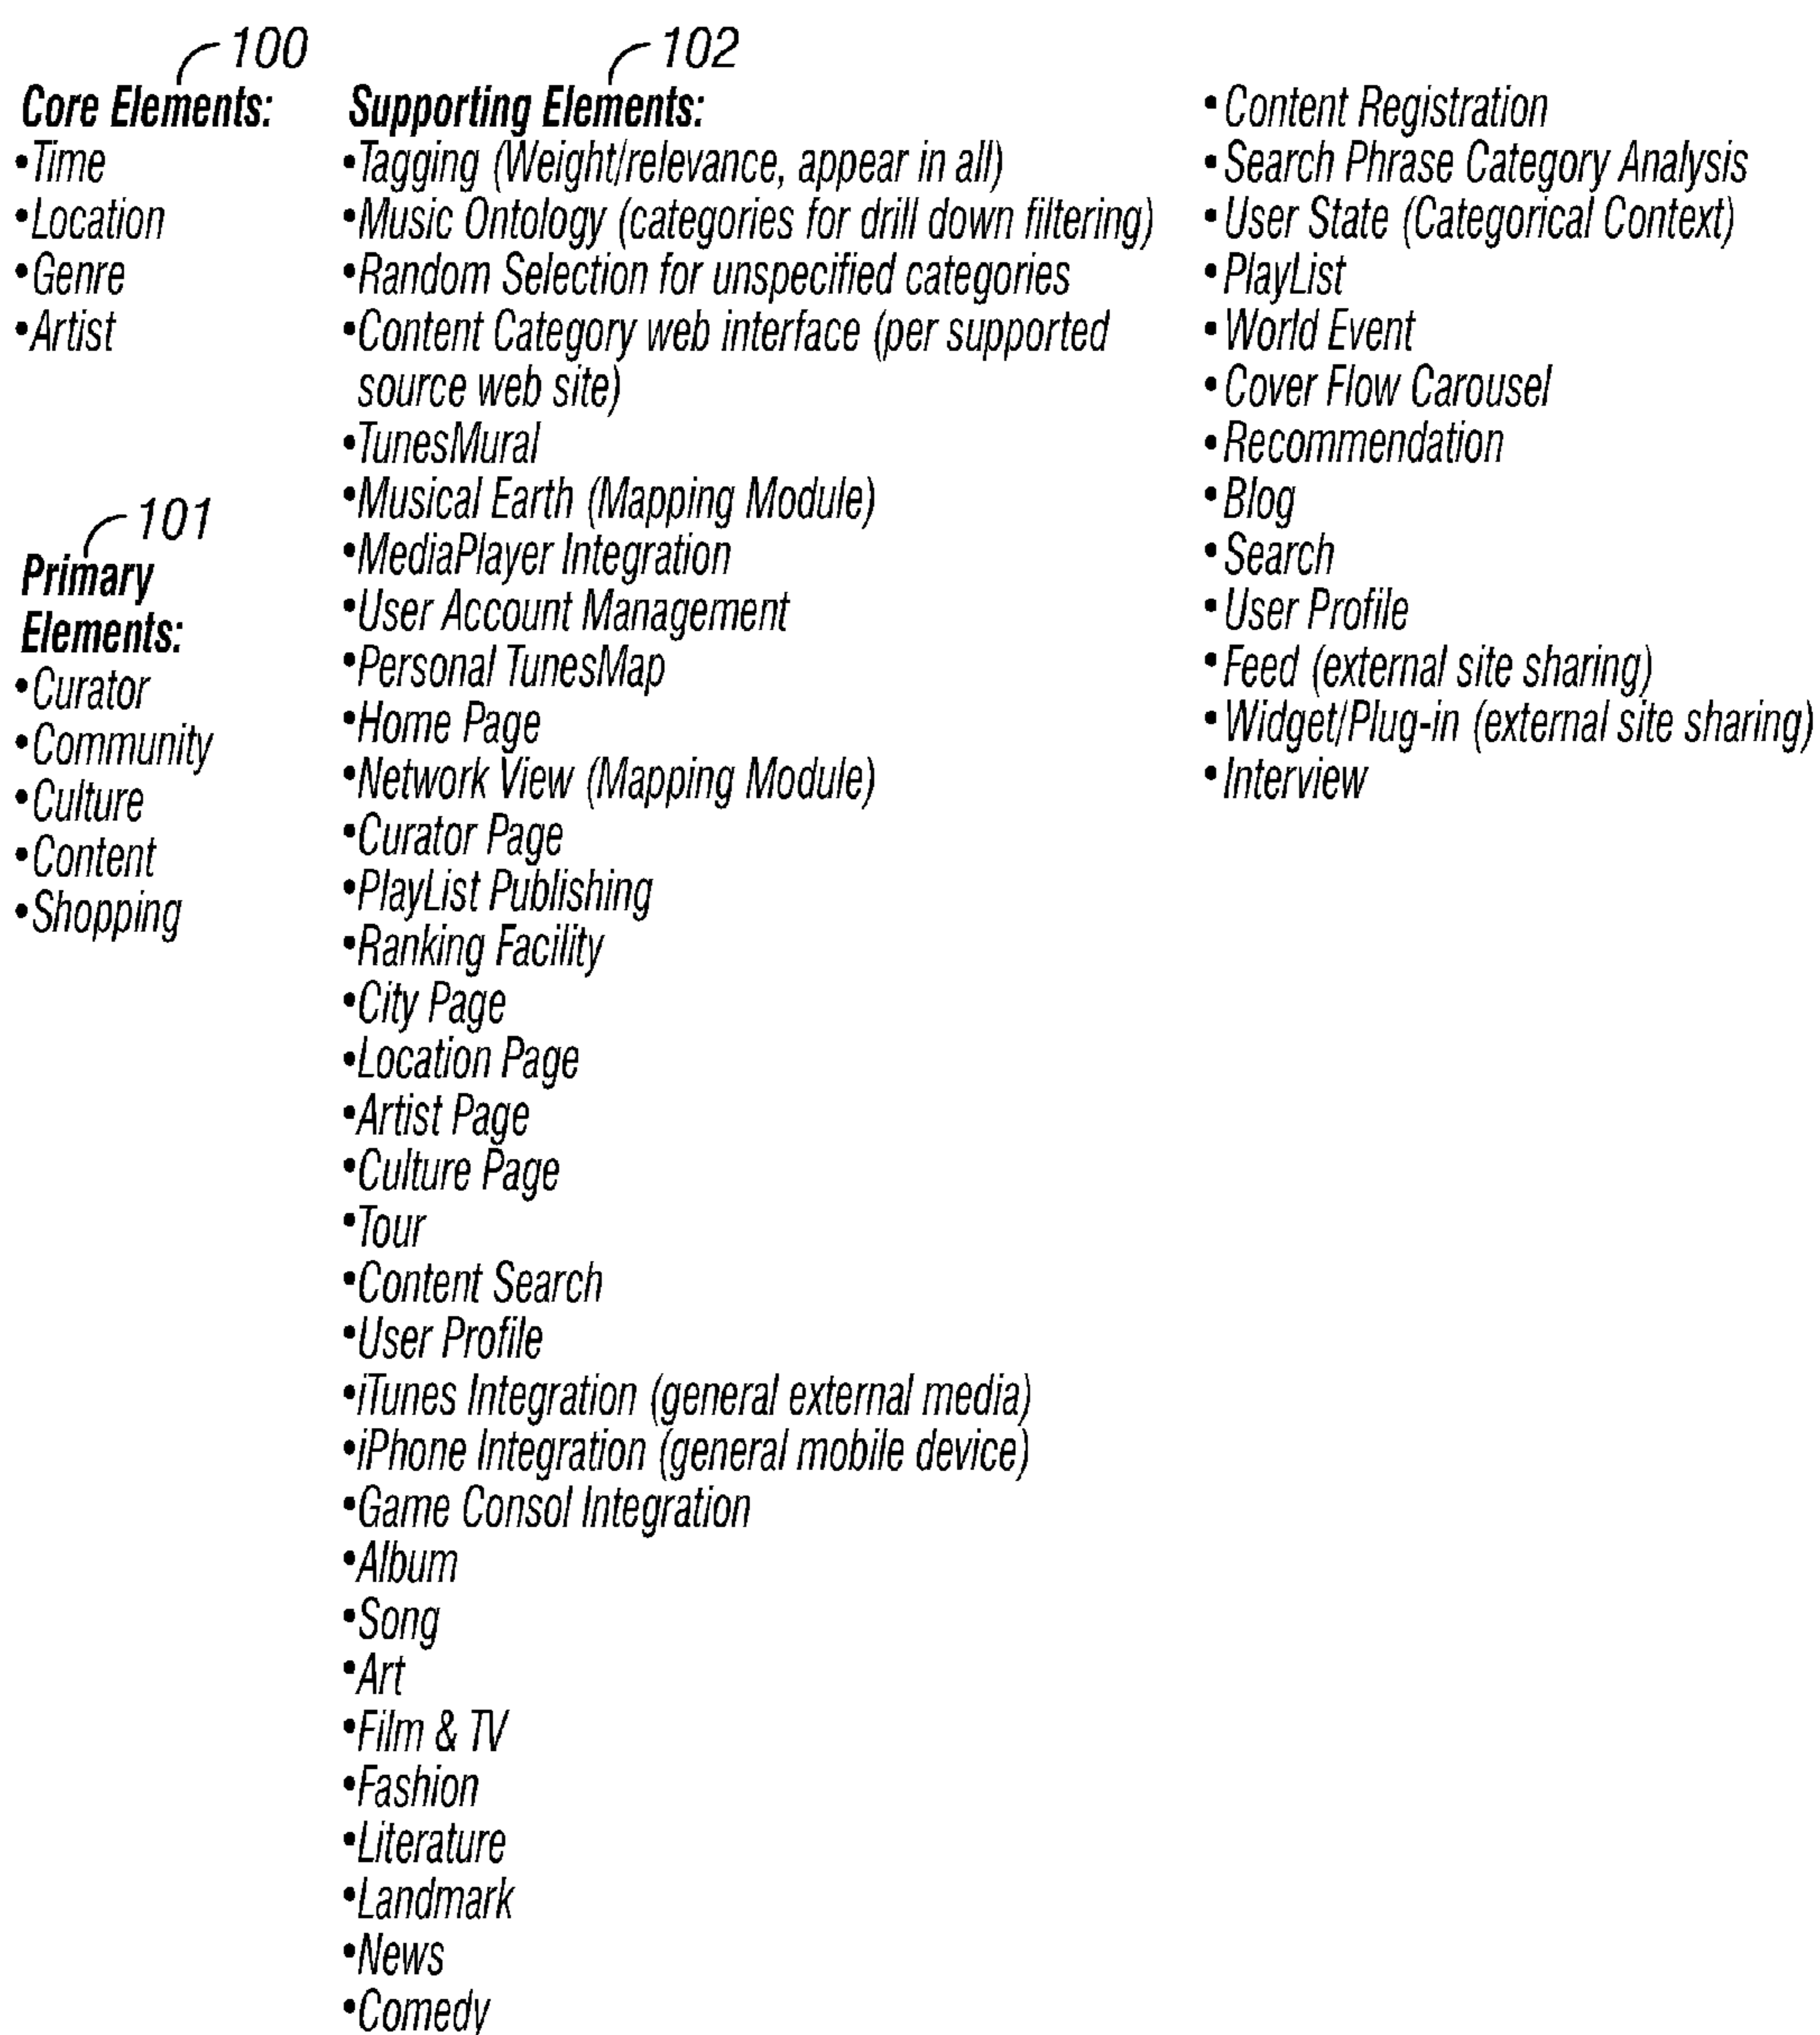 100
Core Elements:
•Time
•Location
•Genre
•Artist
101
Primary
Elements:
•Curator
•Community
•Culture
•Content
•Shopping
102
Supporting Elements:
•Tagging (Weight/relevance, appear in all)
•Music Ontology (categories for drill down filtering)
•Random Selection for unspecified categories
•Content Category web interface (per supported
source web site)
•TunesMural
•Musical Earth (Mapping Module)
•MediaPlayer Integration
•User Account Management
•Personal TunesMap
•Home Page
•Network View (Mapping Module)
•Curator Page
•PlayList Publishing
•Ranking Facility
•City Page
•Location Page
•Artist Page
•Culture Page
•Tour
•Content Search
•User Profile
•iTunes Integration (general external media)
•iPhone Integration (general mobile device)
•Game Consol Integration
•Album
•Song
•Art
•Film & TV
•Fashion
•Literature
•Landmark
•News
•Comedy
•Content Registration
•Search Phrase Category Analysis
•User State (Categorical Context)
•PlayList
•World Event
•Cover Flow Carousel
•Recommendation
•Blog
•Search
•User Profile
•Feed (external site sharing)
•Widget/Plug-in (external site sharing)
•Interview